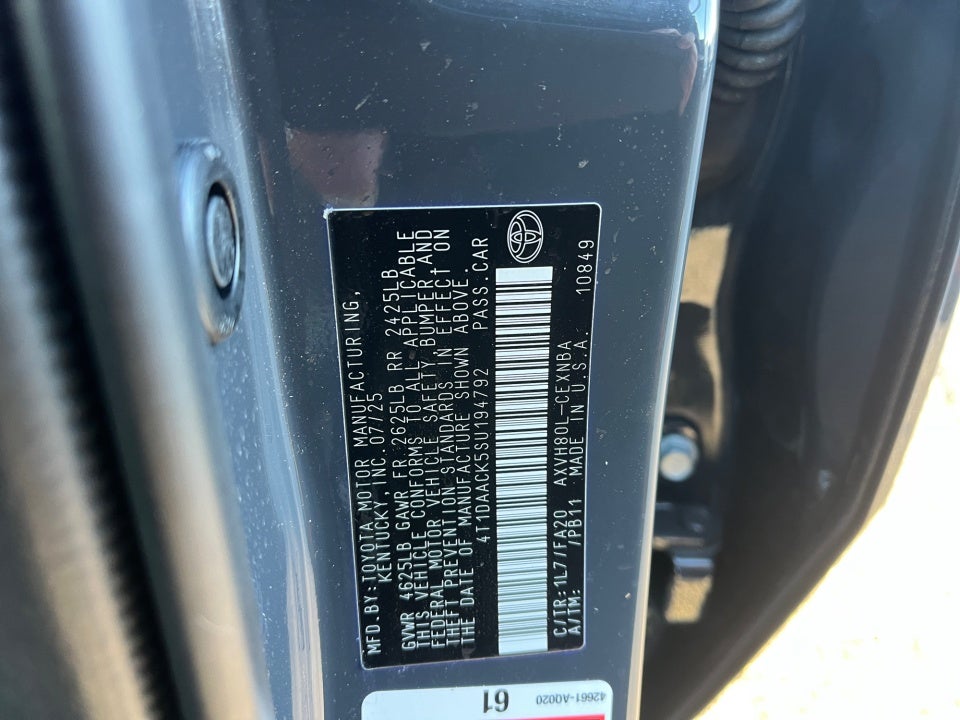 MFD.BY:TOYOTA MOTOR MANUFACTURING,
KENTUCKY, INC. 07/25
GVWR 4625LB GAWR FR 2625LB RR 2425LB
THIS VEHICLE CONFORMS TO ALL APPLICABLE
FEDERAL MOTOR VEHICLE SAFETY, BUMPER AND
THEFT PREVENTION STANDARDS IN EFFECT ON
THE DATE OF MANUFACTURE SHOWN ABOVE.
4T1DAACK5SU194792 PASS.CAR
C/TR:1L7/FA20 AXVH80L-CEXNBA
A/TM: /PB11 MADE IN U.S.A. 10849
61
42661-AQ020